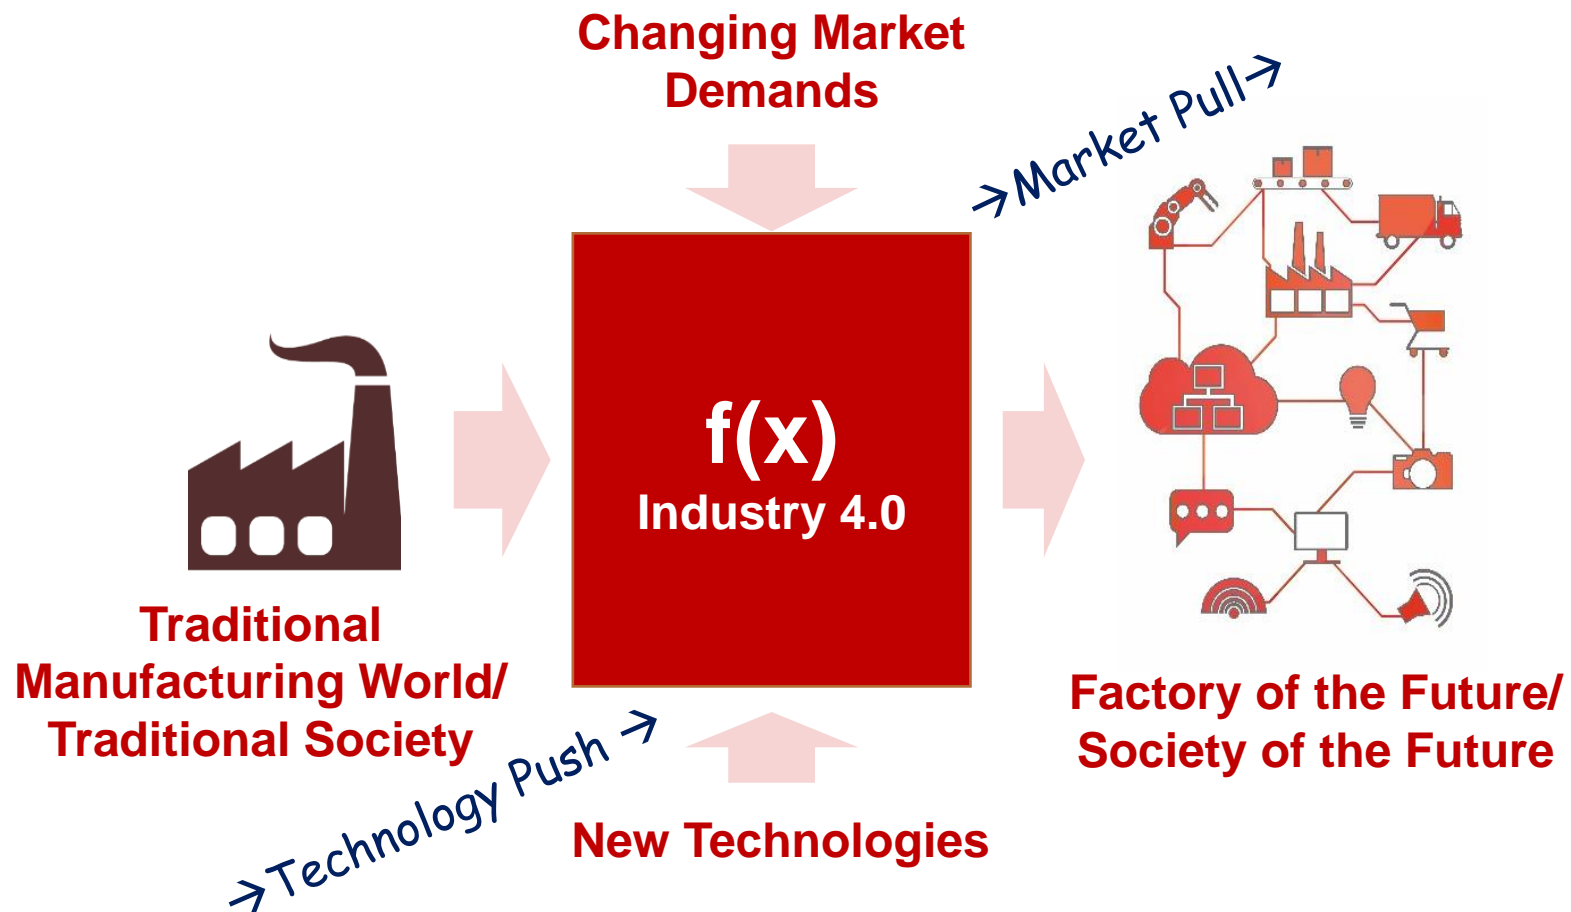 Changing Market
Demands
→Market Pull→
f(x)
Industry 4.0
Traditional
Manufacturing World/
Traditional Society
Factory of the Future/
Society of the Future
→Technology Push →
New Technologies